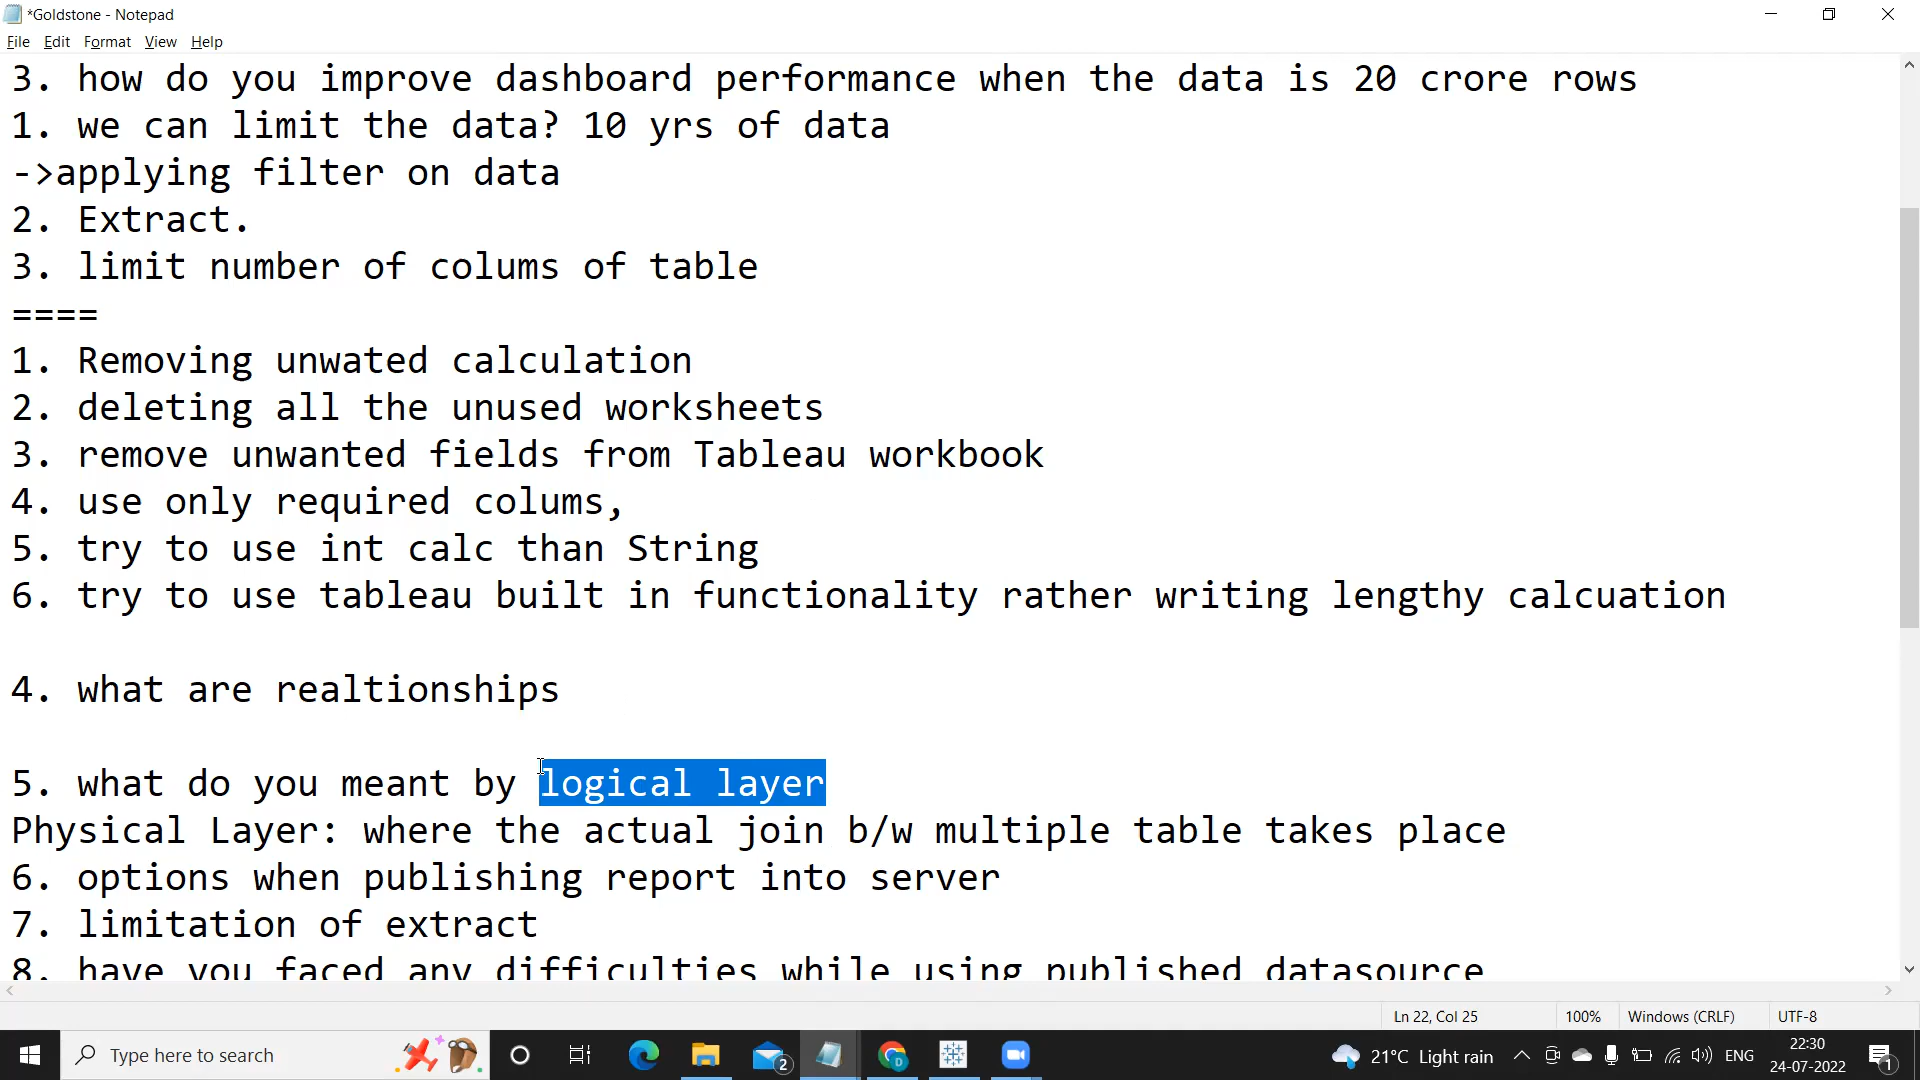 *Goldstone - Notepad
File Edit Format View Help
3. how do you improve dashboard performance when the data is 20 crore rows
1. we can limit the data? 10 yrs of data
->applying filter on data
2. Extract.
3. limit number of colums of table
====
1. Removing unwated calculation
2. deleting all the unused worksheets
3. remove unwanted fields from Tableau workbook
4. use only required colums,
5. try to use int calc than String
6. try to use tableau built in functionality rather writing lengthy calcuation
4. what are realtionships
5. what do you meant by logical layer
Physical Layer: where the actual join b/w multiple table takes place
6. options when publishing report into server
7. limitation of extract
8. have you faced any difficulties while using published datasource
Ln 22, Col 25 100% Windows (CRLF) UTF-8
Type here to search 2 21°C Light rain ENG 22:30 1
24-07-2022